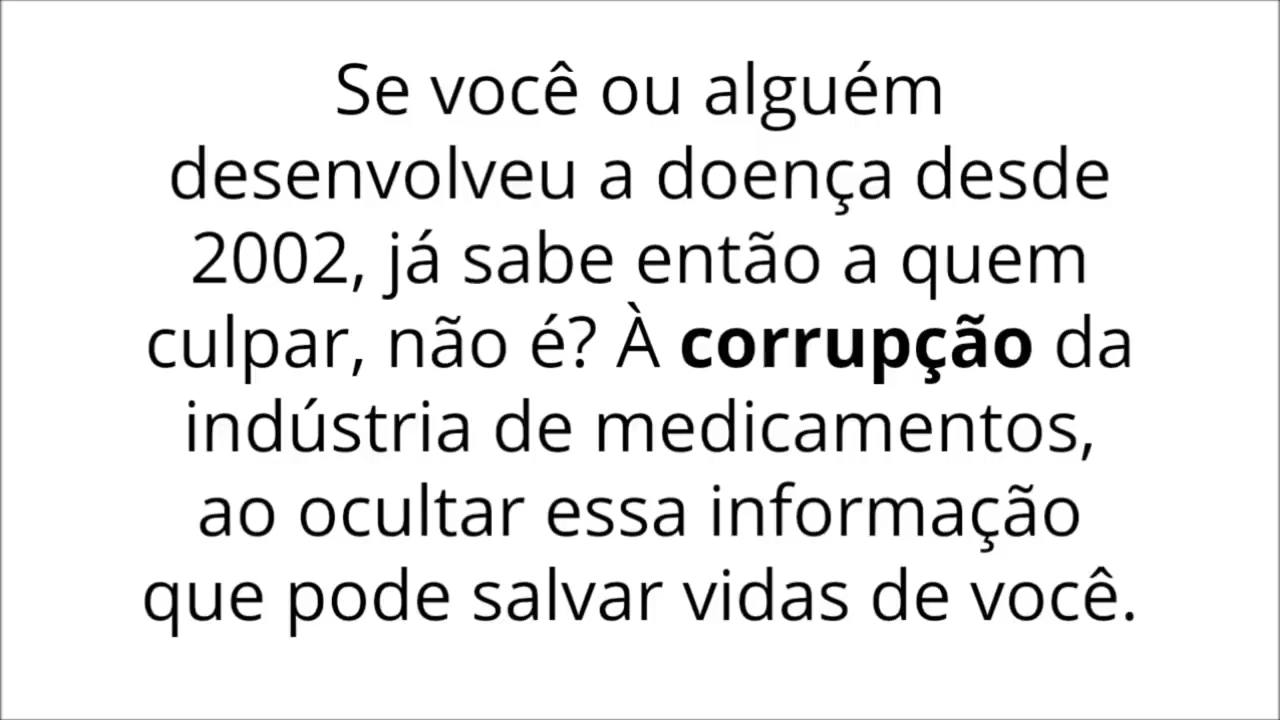 Se você ou alguém
desenvolveu a doença desde
2002, já sabe então a quem
culpar, não é? À corrupção da
indústria de medicamentos,
ao ocultar essa informação
que pode salvar vidas de você.